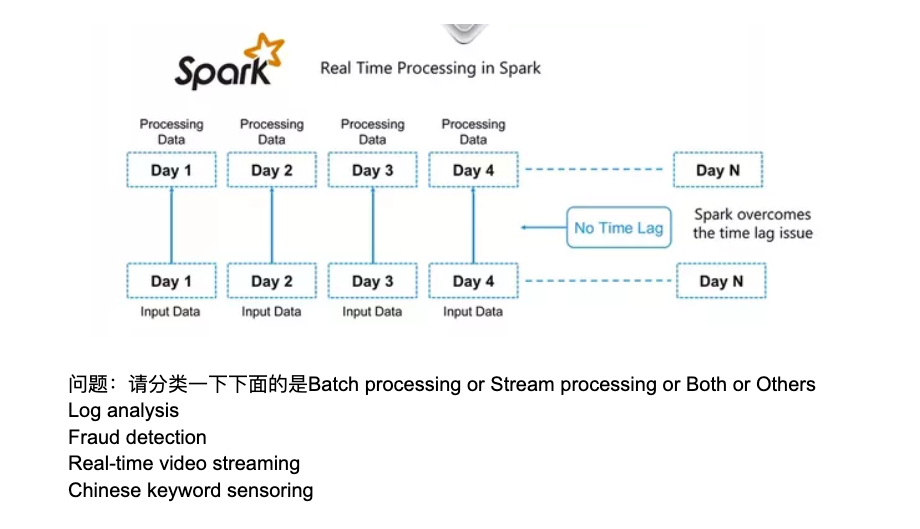 Spark
Real Time Processing in Spark
Processing Data
Processing Data
Processing Data
Processing Data
Day 1
Day 2
Day 3
Day 4
Day N
No Time Lag
Spark overcomes
the time lag issue
Day 1
Day 2
Day 3
Day 4
Day N
Input Data
Input Data
Input Data
Input Data
问题：请分类一下下面的是Batch processing or Stream processing or Both or Others
Log analysis
Fraud detection
Real-time video streaming
Chinese keyword sensoring